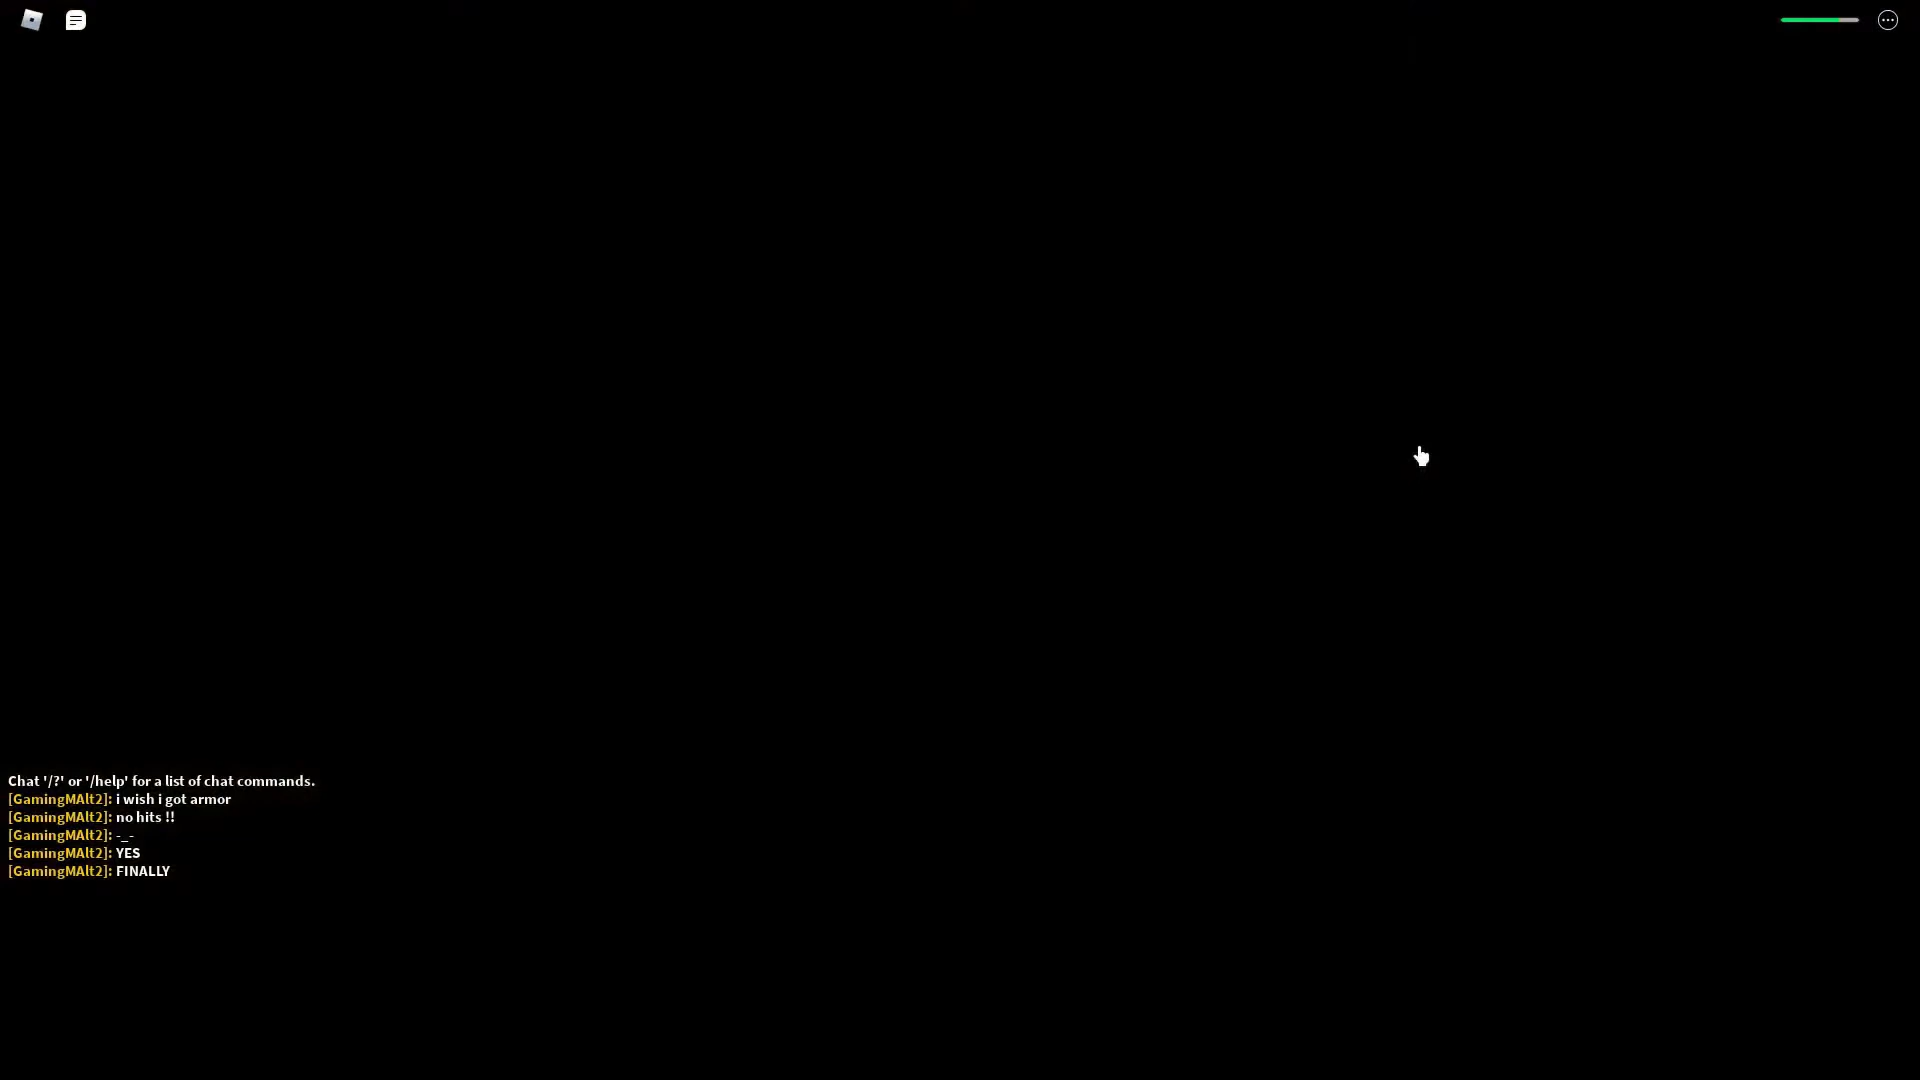 Chat '/?' or '/help' for a list of chat commands.
[GamingMAlt2]: i wish i got armor
[GamingMAlt2]: no hits !!
[GamingMAlt2]: -_-
[GamingMAlt2]: YES
[GamingMAlt2]: FINALLY